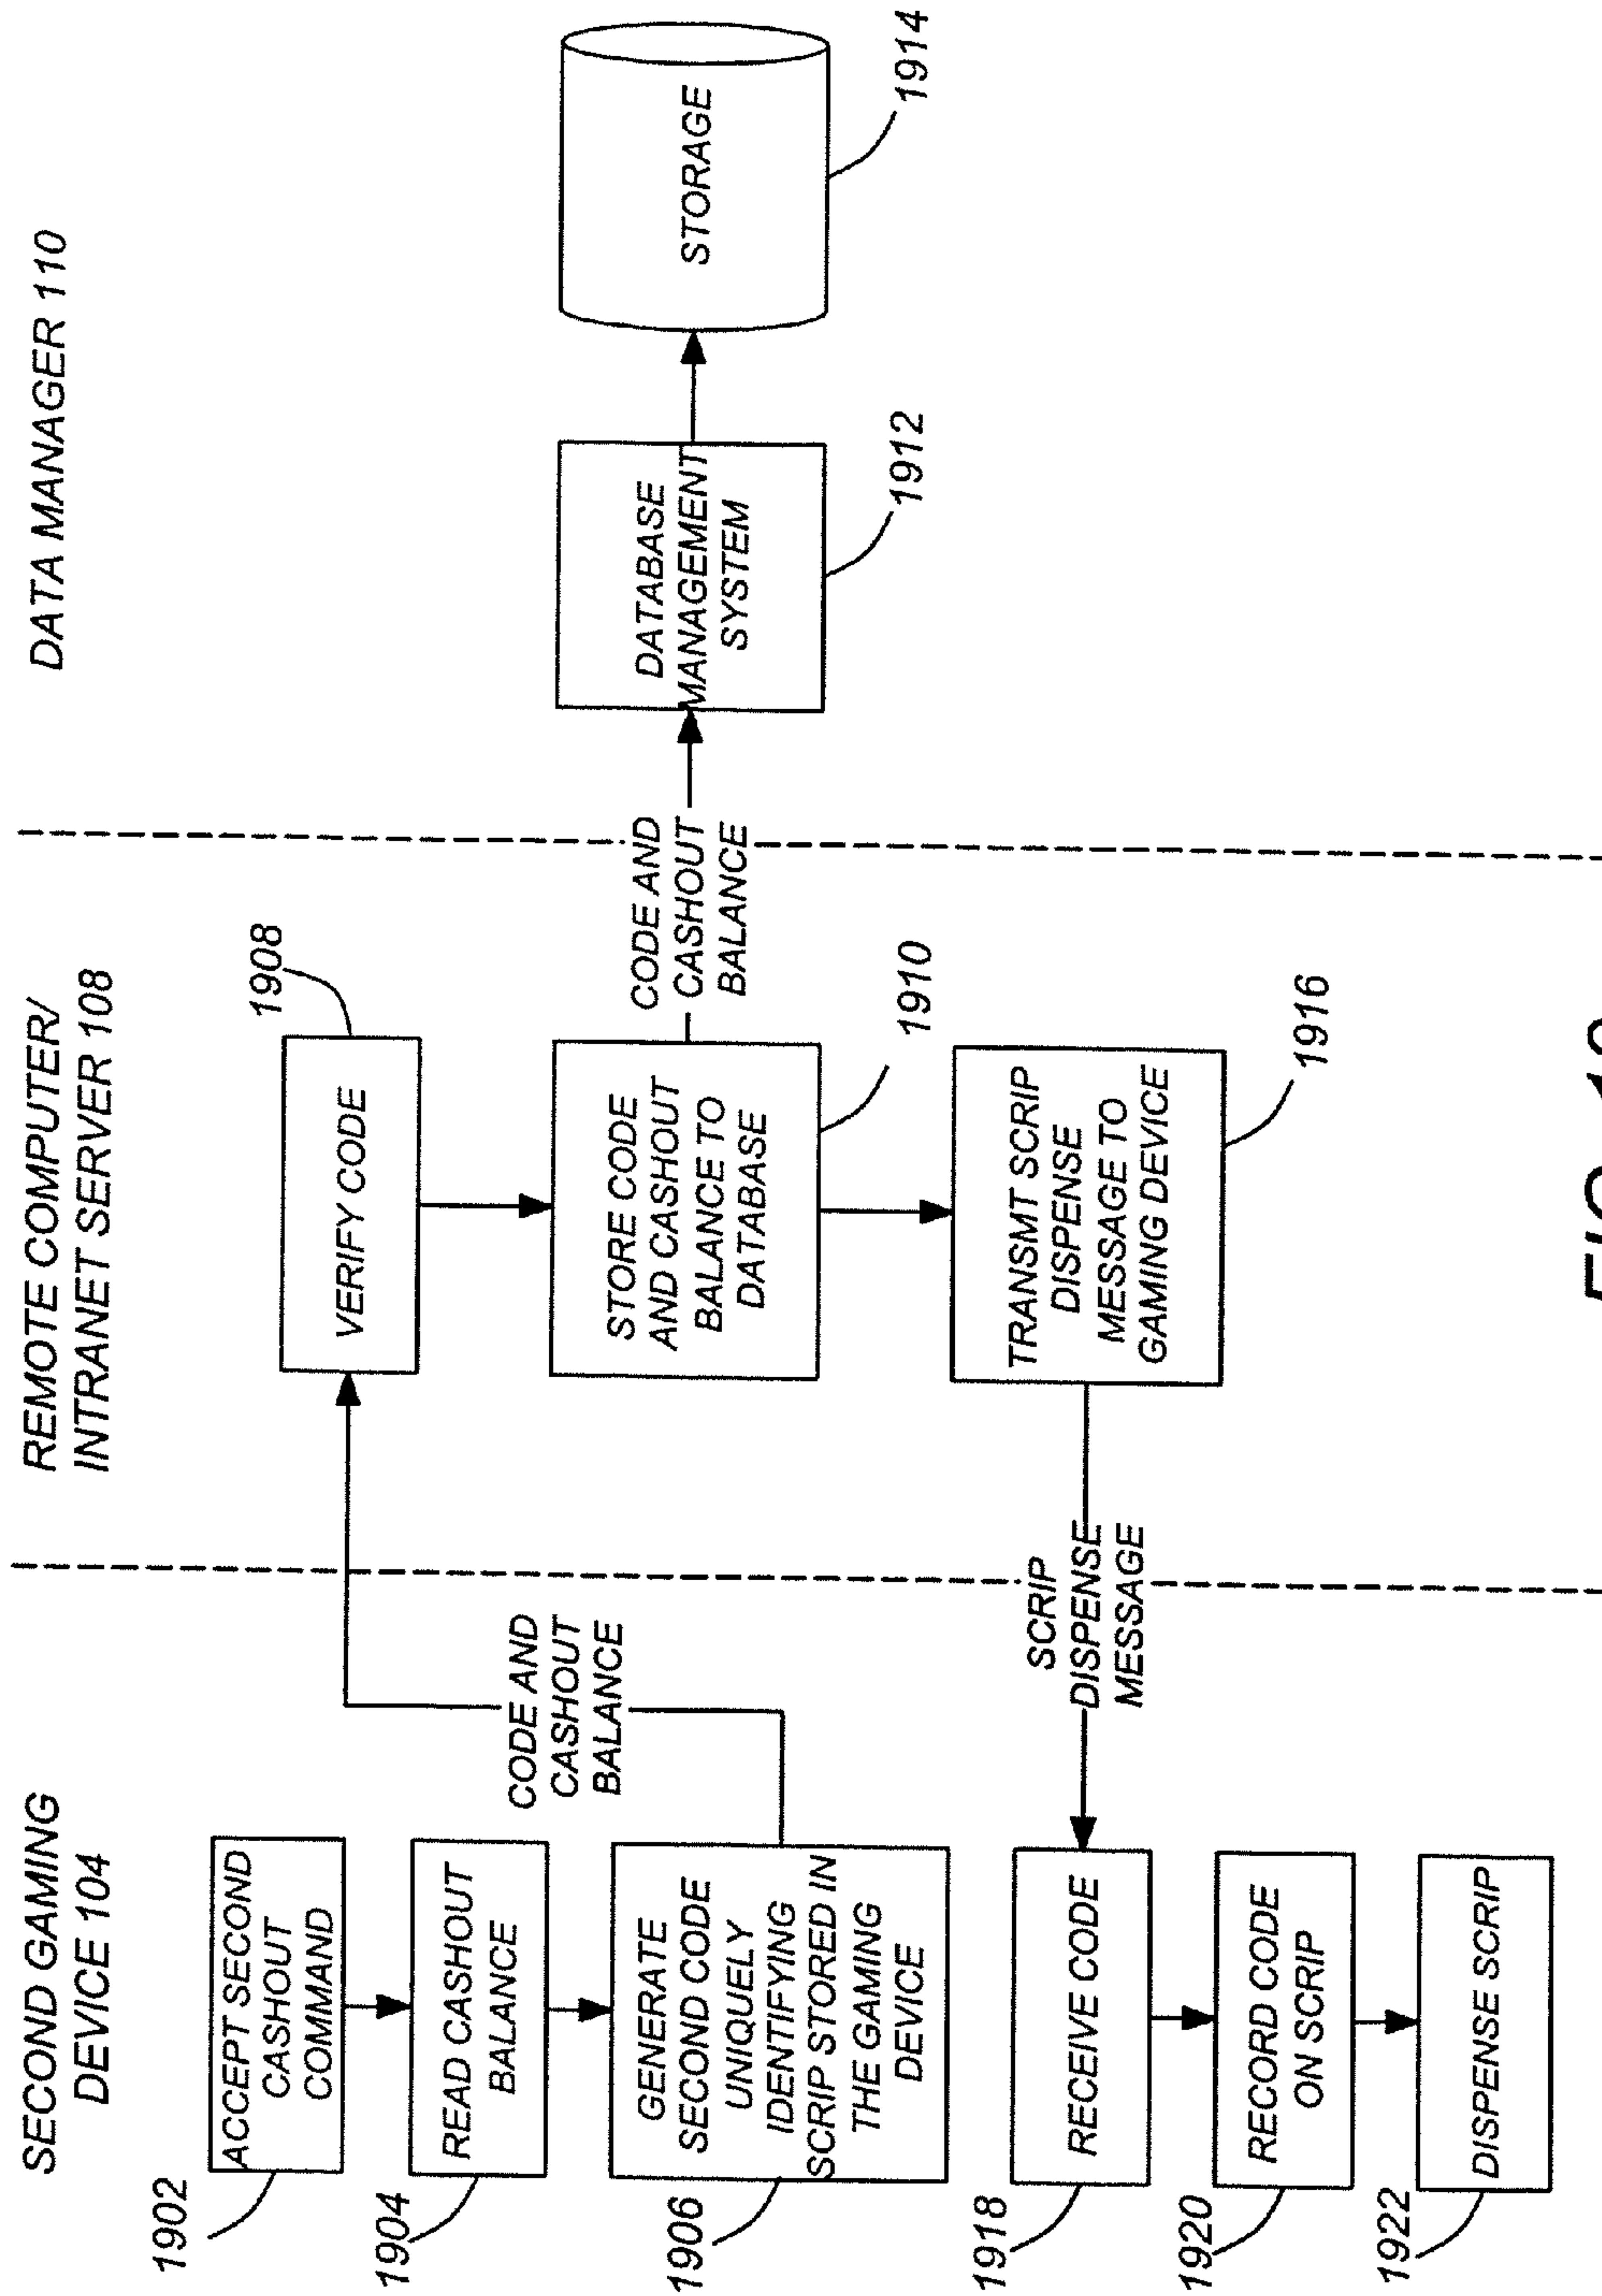 SECOND GAMING
DEVICE 104
REMOTE COMPUTER/
INTRANET SERVER 108
DATA MANAGER 110
1902
ACCEPT SECOND
CASHOUT
COMMAND
1904
READ CASHOUT
BALANCE
1906
GENERATE
SECOND CODE
UNIQUELY
IDENTIFYING
SCRIP STORED IN
THE GAMING
DEVICE
CODE AND
CASHOUT
BALANCE
1908
VERIFY CODE
STORE CODE
AND CASHOUT
BALANCE TO
DATABASE
1910
CODE AND
CASHOUT
BALANCE
DATABASE
MANAGEMENT
SYSTEM
1912
STORAGE
1914
TRANSMT SCRIP
DISPENSE
MESSAGE TO
GAMING DEVICE
1916
SCRIP
DISPENSE
MESSAGE
1918
RECEIVE CODE
1920
RECORD CODE
ON SCRIP
1922
DISPENSE SCRIP
FIG.